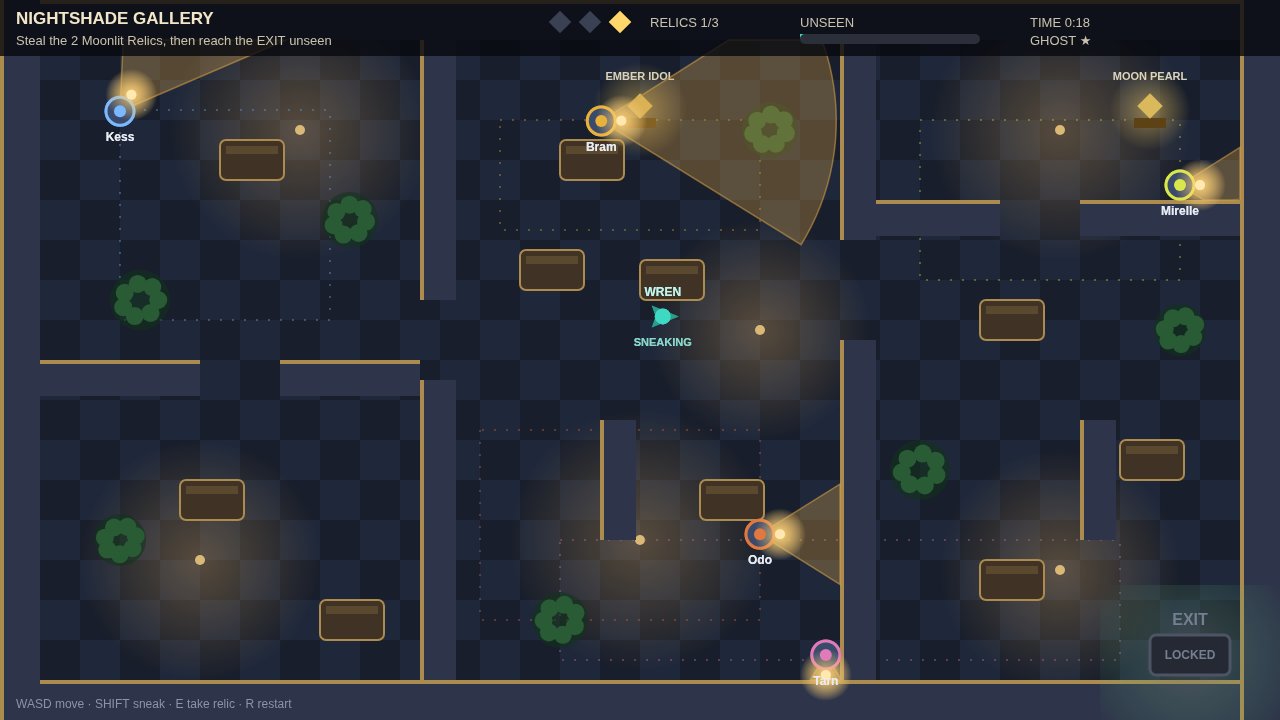 NIGHTSHADE GALLERY
Steal the 2 Moonlit Relics, then reach the EXIT unseen
RELICS 1/3
UNSEEN
TIME 0:18
GHOST ★
EMBER IDOL
MOON PEARL
Kess
Bram
Mirelle
WREN
SNEAKING
Odo
EXIT
LOCKED
Tarn
WASD move · SHIFT sneak · E take relic · R restart